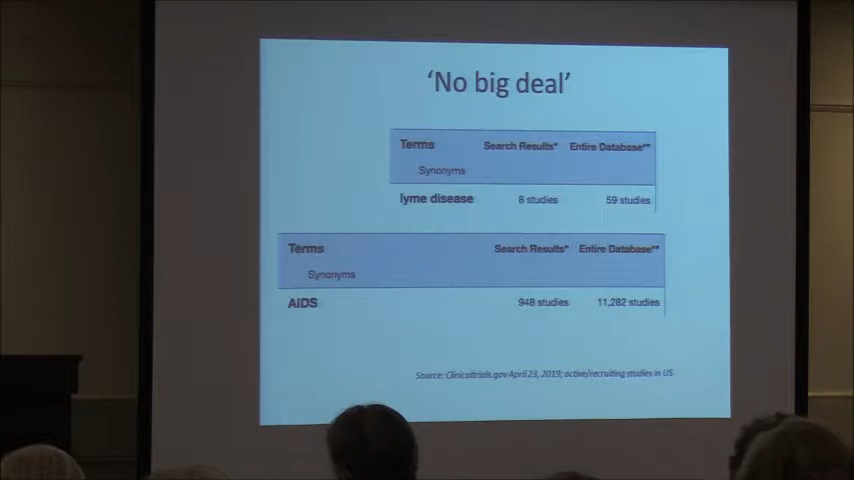 ‘No big deal’
Terms Search Results* Entire Database**
Synonyms
lyme disease 8 studies 59 studies
Terms Search Results* Entire Database**
Synonyms
AIDS 948 studies 11,282 studies
Source: Clinicaltrials.gov April 23, 2019; active/recruiting studies in US